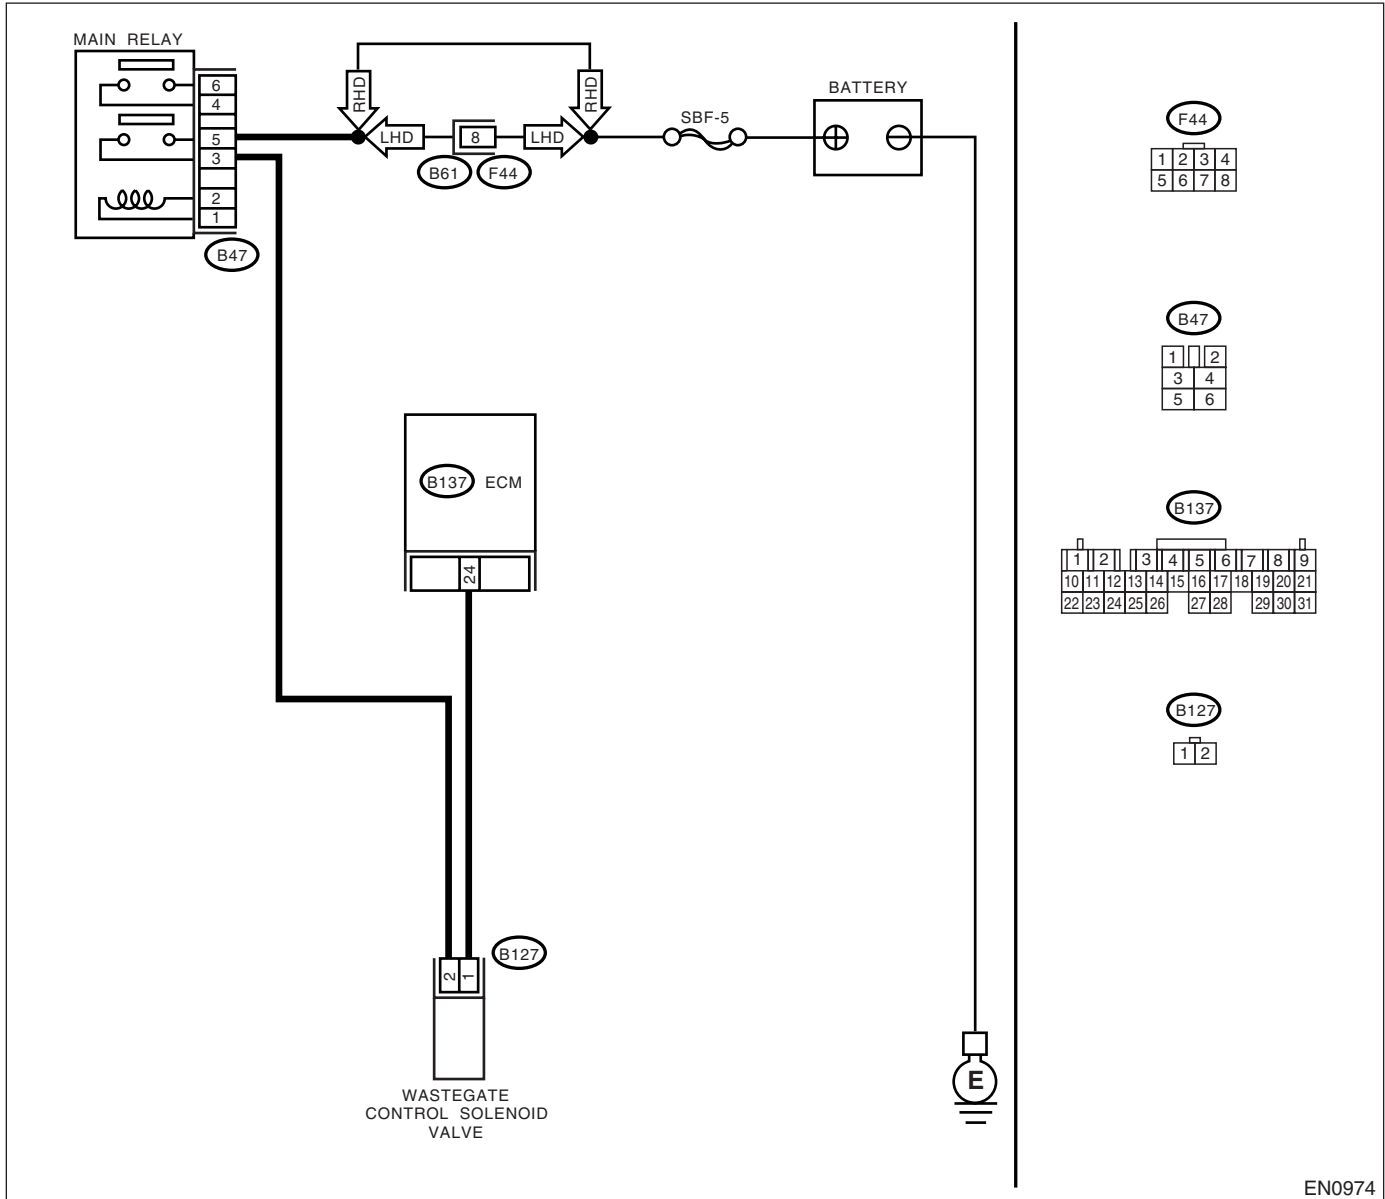 MAIN RELAY
6
4
5
3
2
1
B47
RHD
LHD
8
LHD
RHD
B61
F44
SBF-5
BATTERY
B137 ECM
24
B127
2 1
WASTEGATE
CONTROL SOLENOID
VALVE
E
F44
1 2 3 4
5 6 7 8
B47
1 2
3 4
5 6
B137
1 2 3 4 5 6 7 8 9
10 11 12 13 14 15 16 17 18 19 20 21
22 23 24 25 26 27 28 29 30 31
B127
1 2
EN0974